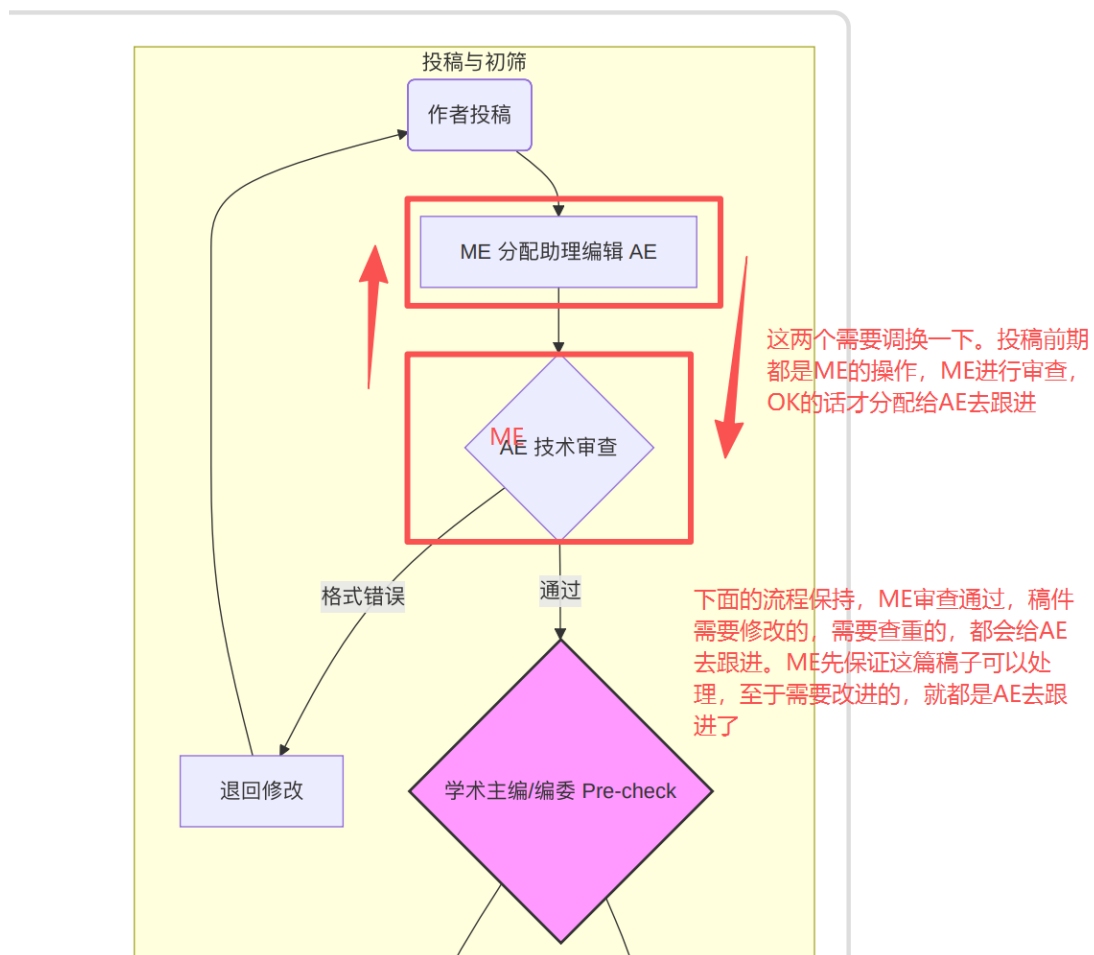 投稿与初筛
作者投稿
ME 分配助理编辑 AE
这两个需要调换一下。投稿前期
都是ME的操作，ME进行审查，
OK的话才分配给AE去跟进
ME
AE 技术审查
格式错误
通过
下面的流程保持，ME审查通过，稿件
需要修改的，需要查重的，都会给AE
去跟进。ME先保证这篇稿子可以处
理，至于需要改进的，就都是AE去跟
进了
退回修改
学术主编/编委 Pre-check